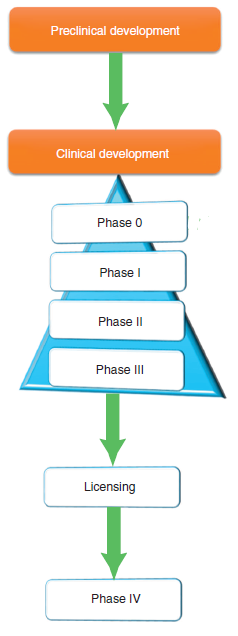 Preclinical development
Clinical development
Phase 0
Phase I
Phase II
Phase III
Licensing
Phase IV